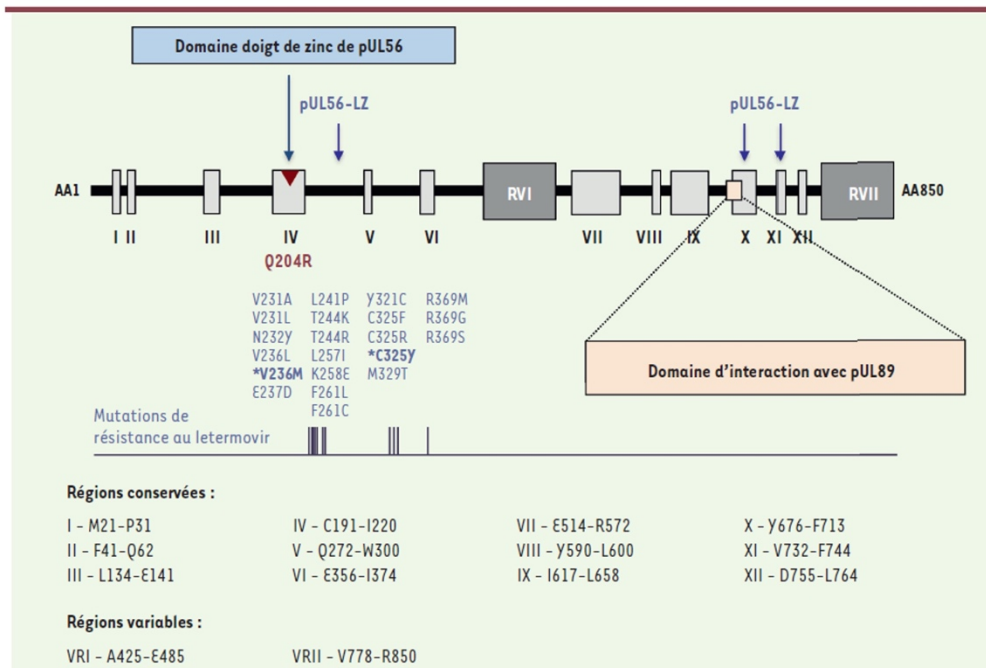 Domaine doigt de zinc de pUL56
pUL56-LZ
pUL56-LZ
AA1
RVI
RVII
AA850
I II III IV V VI VII VIII IX X XI XII
Q204R
V231A L241P Y321C R369M
V231L T244K C325F R369G
N232Y T244R C325R R369S
V236L L257I *C325Y
*V236M K258E M329T
E237D F261L
F261C
Domaine d'interaction avec pUL89
Mutations de
résistance au letermovir
Régions conservées :
I – M21-P31 IV – C191-I220 VII – E514-R572 X – Y676-F713
II – F41-Q62 V – Q272-W300 VIII – Y590-L600 XI – V732-F744
III – L134-E141 VI – E356-I374 IX – I617-L658 XII – D755-L764
Régions variables :
VRI – A425-E485 VRII – V778-R850